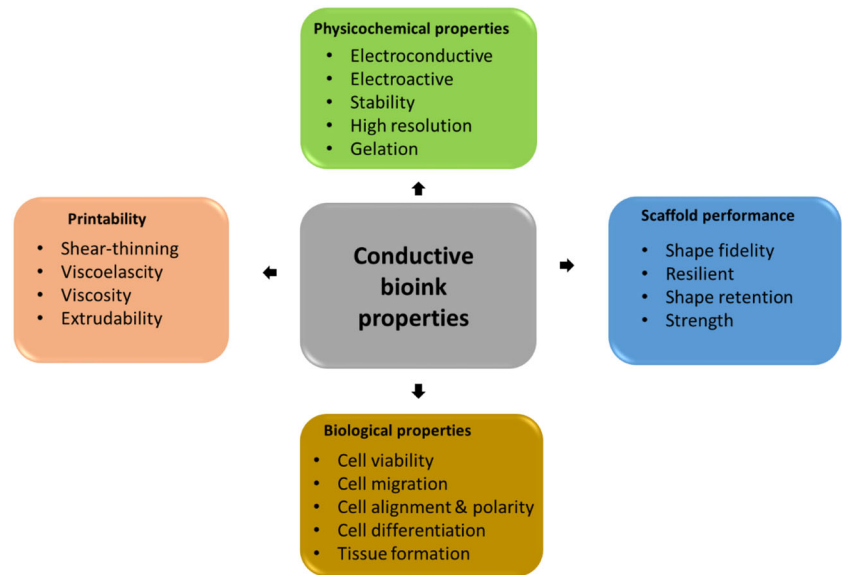 Physicochemical properties
• Electroconductive
• Electroactive
• Stability
• High resolution
• Gelation
Printability
• Shear-thinning
• Viscoelascity
• Viscosity
• Extrudability
Conductive
bioink
properties
Scaffold performance
• Shape fidelity
• Resilient
• Shape retention
• Strength
Biological properties
• Cell viability
• Cell migration
• Cell alignment & polarity
• Cell differentiation
• Tissue formation